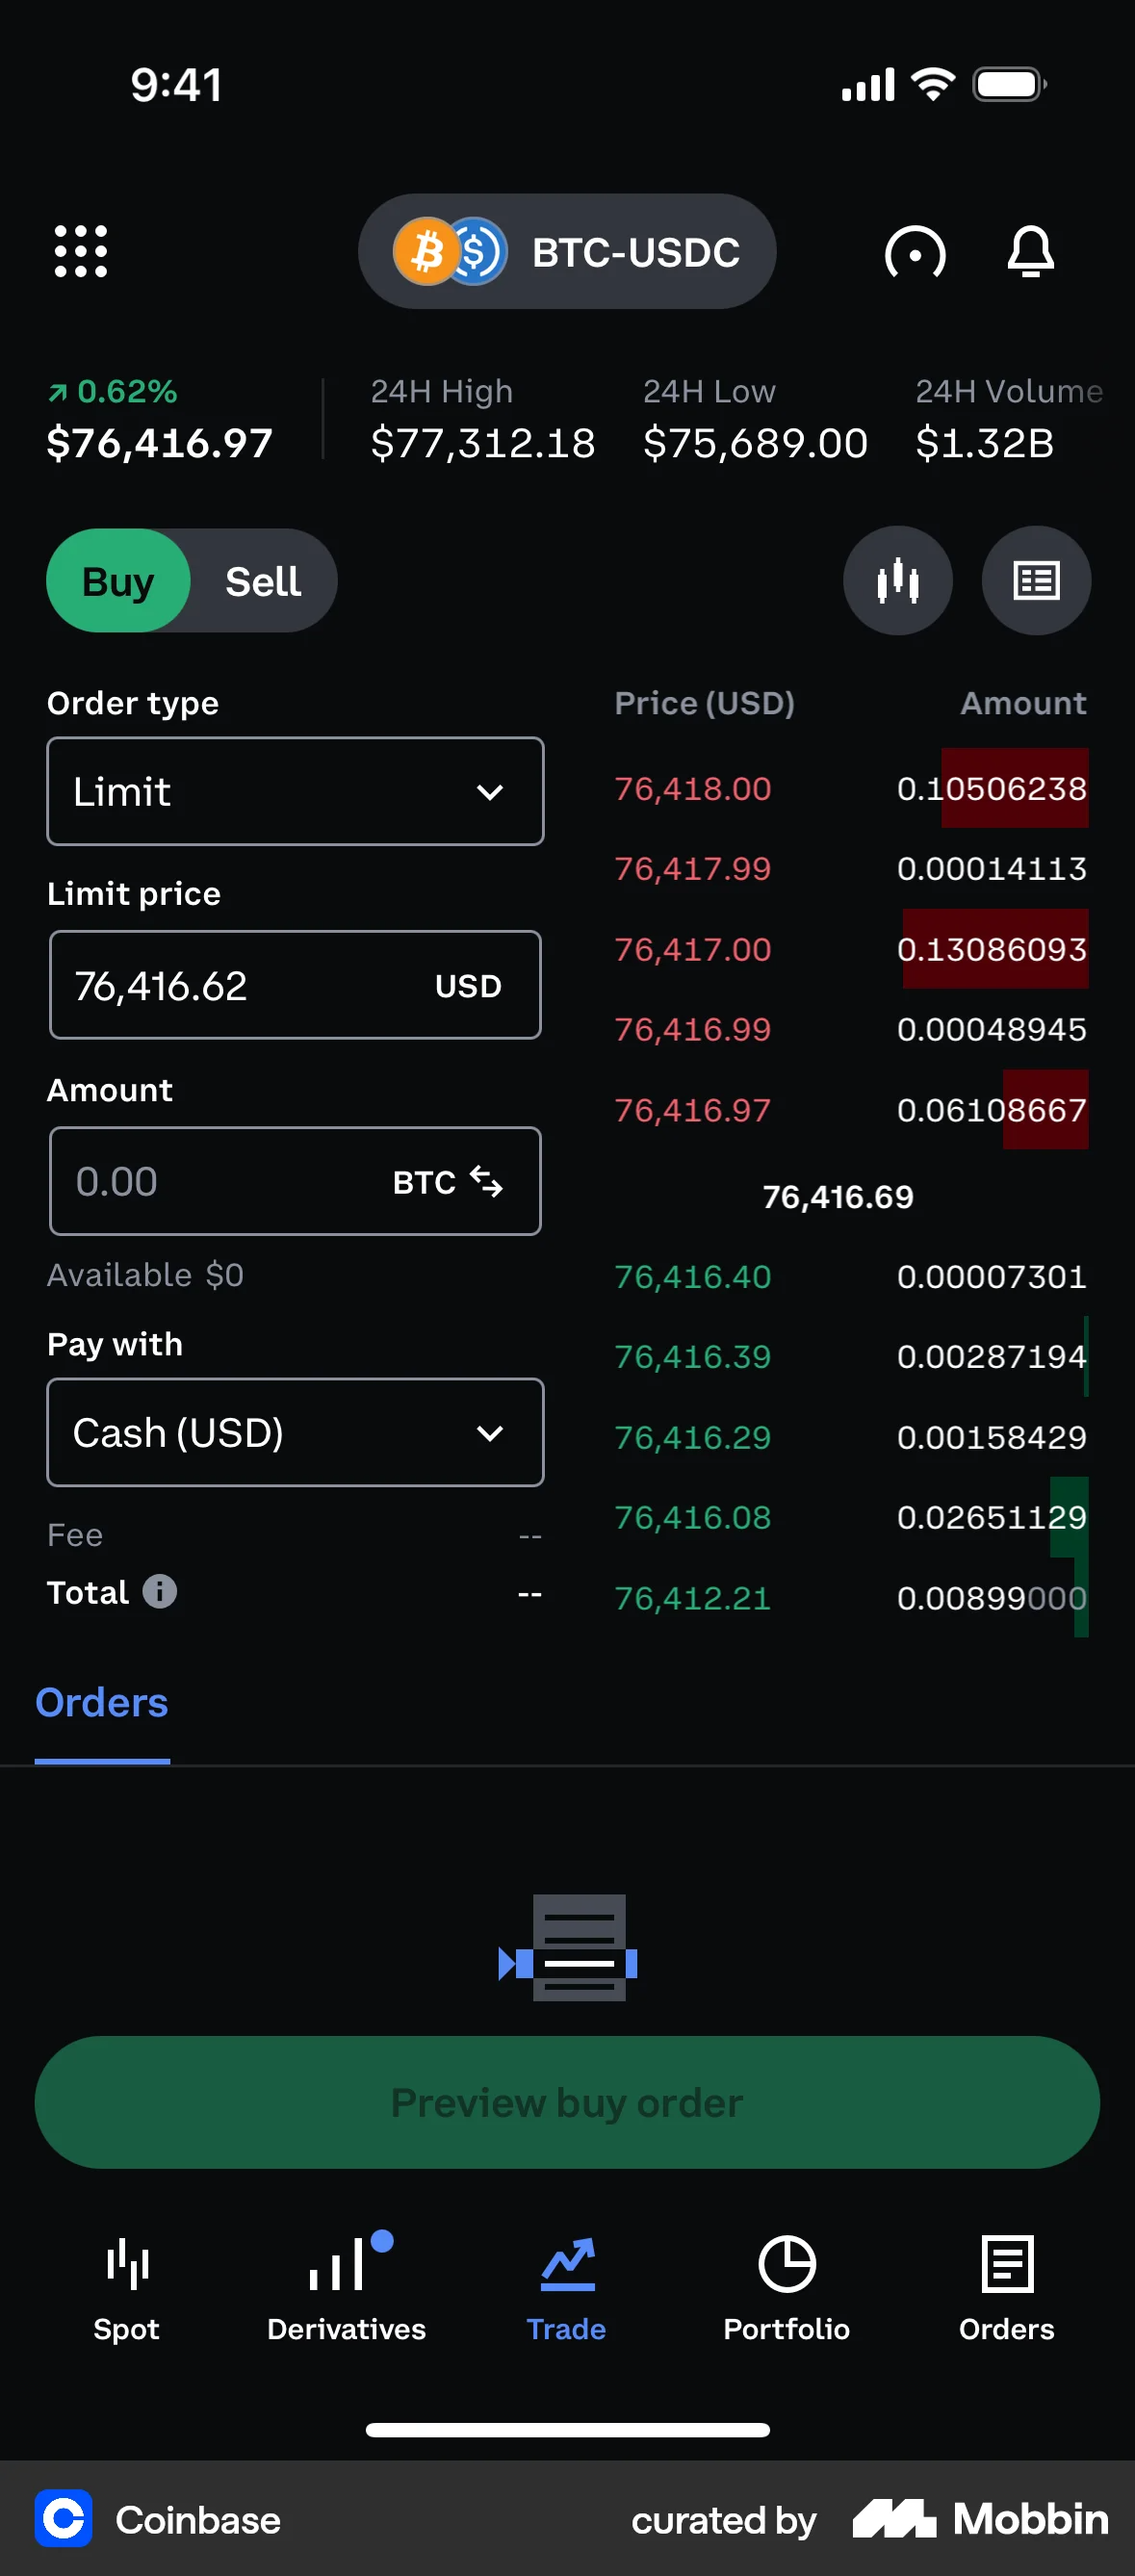 9:41
BTC-USDC
0.62%
$76,416.97
24H High
$77,312.18
24H Low
$75,689.00
24H Volume
$1.32B
Buy
Sell
Order type
Limit
Limit price
76,416.62 USD
Amount
0.00 BTC
Available $0
Pay with
Cash (USD)
Fee --
Total --
Price (USD) Amount
76,418.00 0.10506238
76,417.99 0.00014113
76,417.00 0.13086093
76,416.99 0.00048945
76,416.97 0.06108667
76,416.69
76,416.40 0.00007301
76,416.39 0.00287194
76,416.29 0.00158429
76,416.08 0.02651129
76,412.21 0.00899000
Orders
Preview buy order
Spot
Derivatives
Trade
Portfolio
Orders
Coinbase
curated by Mobbin